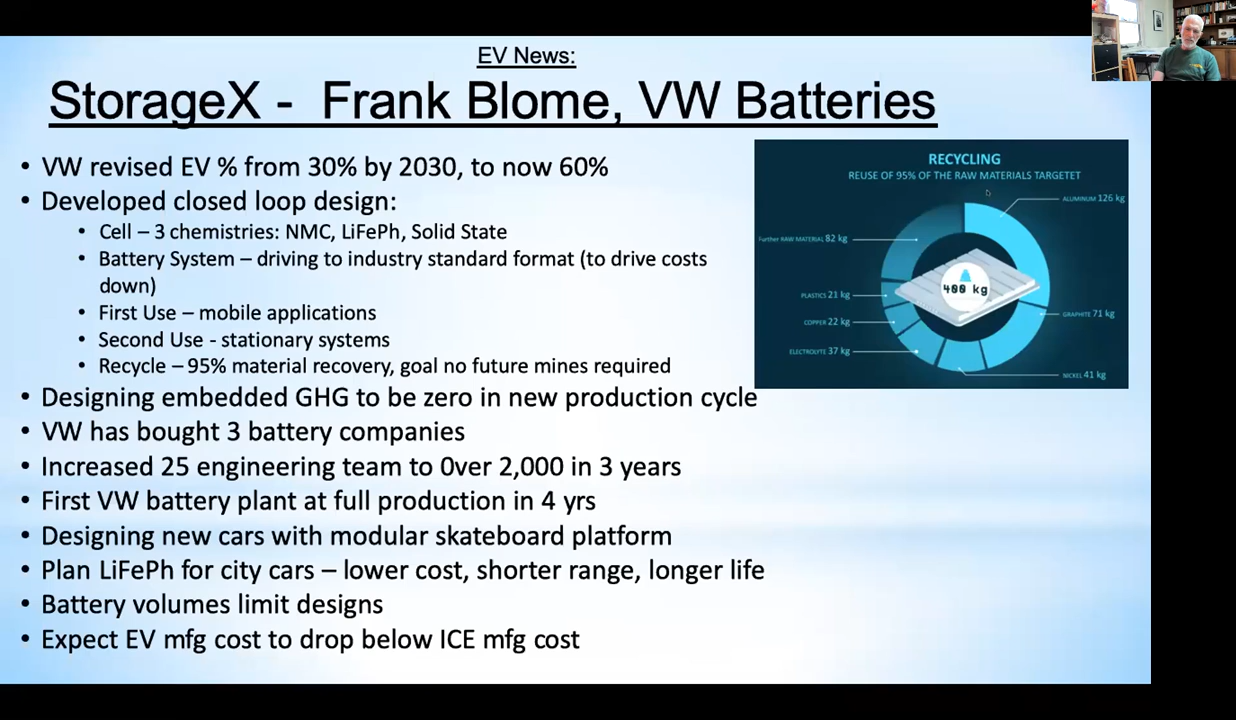 EV News:
StorageX - Frank Blome, VW Batteries
• VW revised EV % from 30% by 2030, to now 60%
• Developed closed loop design:
• Cell – 3 chemistries: NMC, LiFePh, Solid State
• Battery System – driving to industry standard format (to drive costs
down)
• First Use – mobile applications
• Second Use - stationary systems
• Recycle – 95% material recovery, goal no future mines required
• Designing embedded GHG to be zero in new production cycle
• VW has bought 3 battery companies
• Increased 25 engineering team to 0ver 2,000 in 3 years
• First VW battery plant at full production in 4 yrs
• Designing new cars with modular skateboard platform
• Plan LiFePh for city cars – lower cost, shorter range, longer life
• Battery volumes limit designs
• Expect EV mfg cost to drop below ICE mfg cost
RECYCLING
REUSE OF 95% OF THE RAW MATERIALS TARGETET
ALUMINUM 126 kg
Further RAW MATERIAL 82 kg
400 kg
PLASTICS 21 kg
GRAPHITE 71 kg
COPPER 22 kg
ELECTROLYTE 37 kg
NICKEL 41 kg